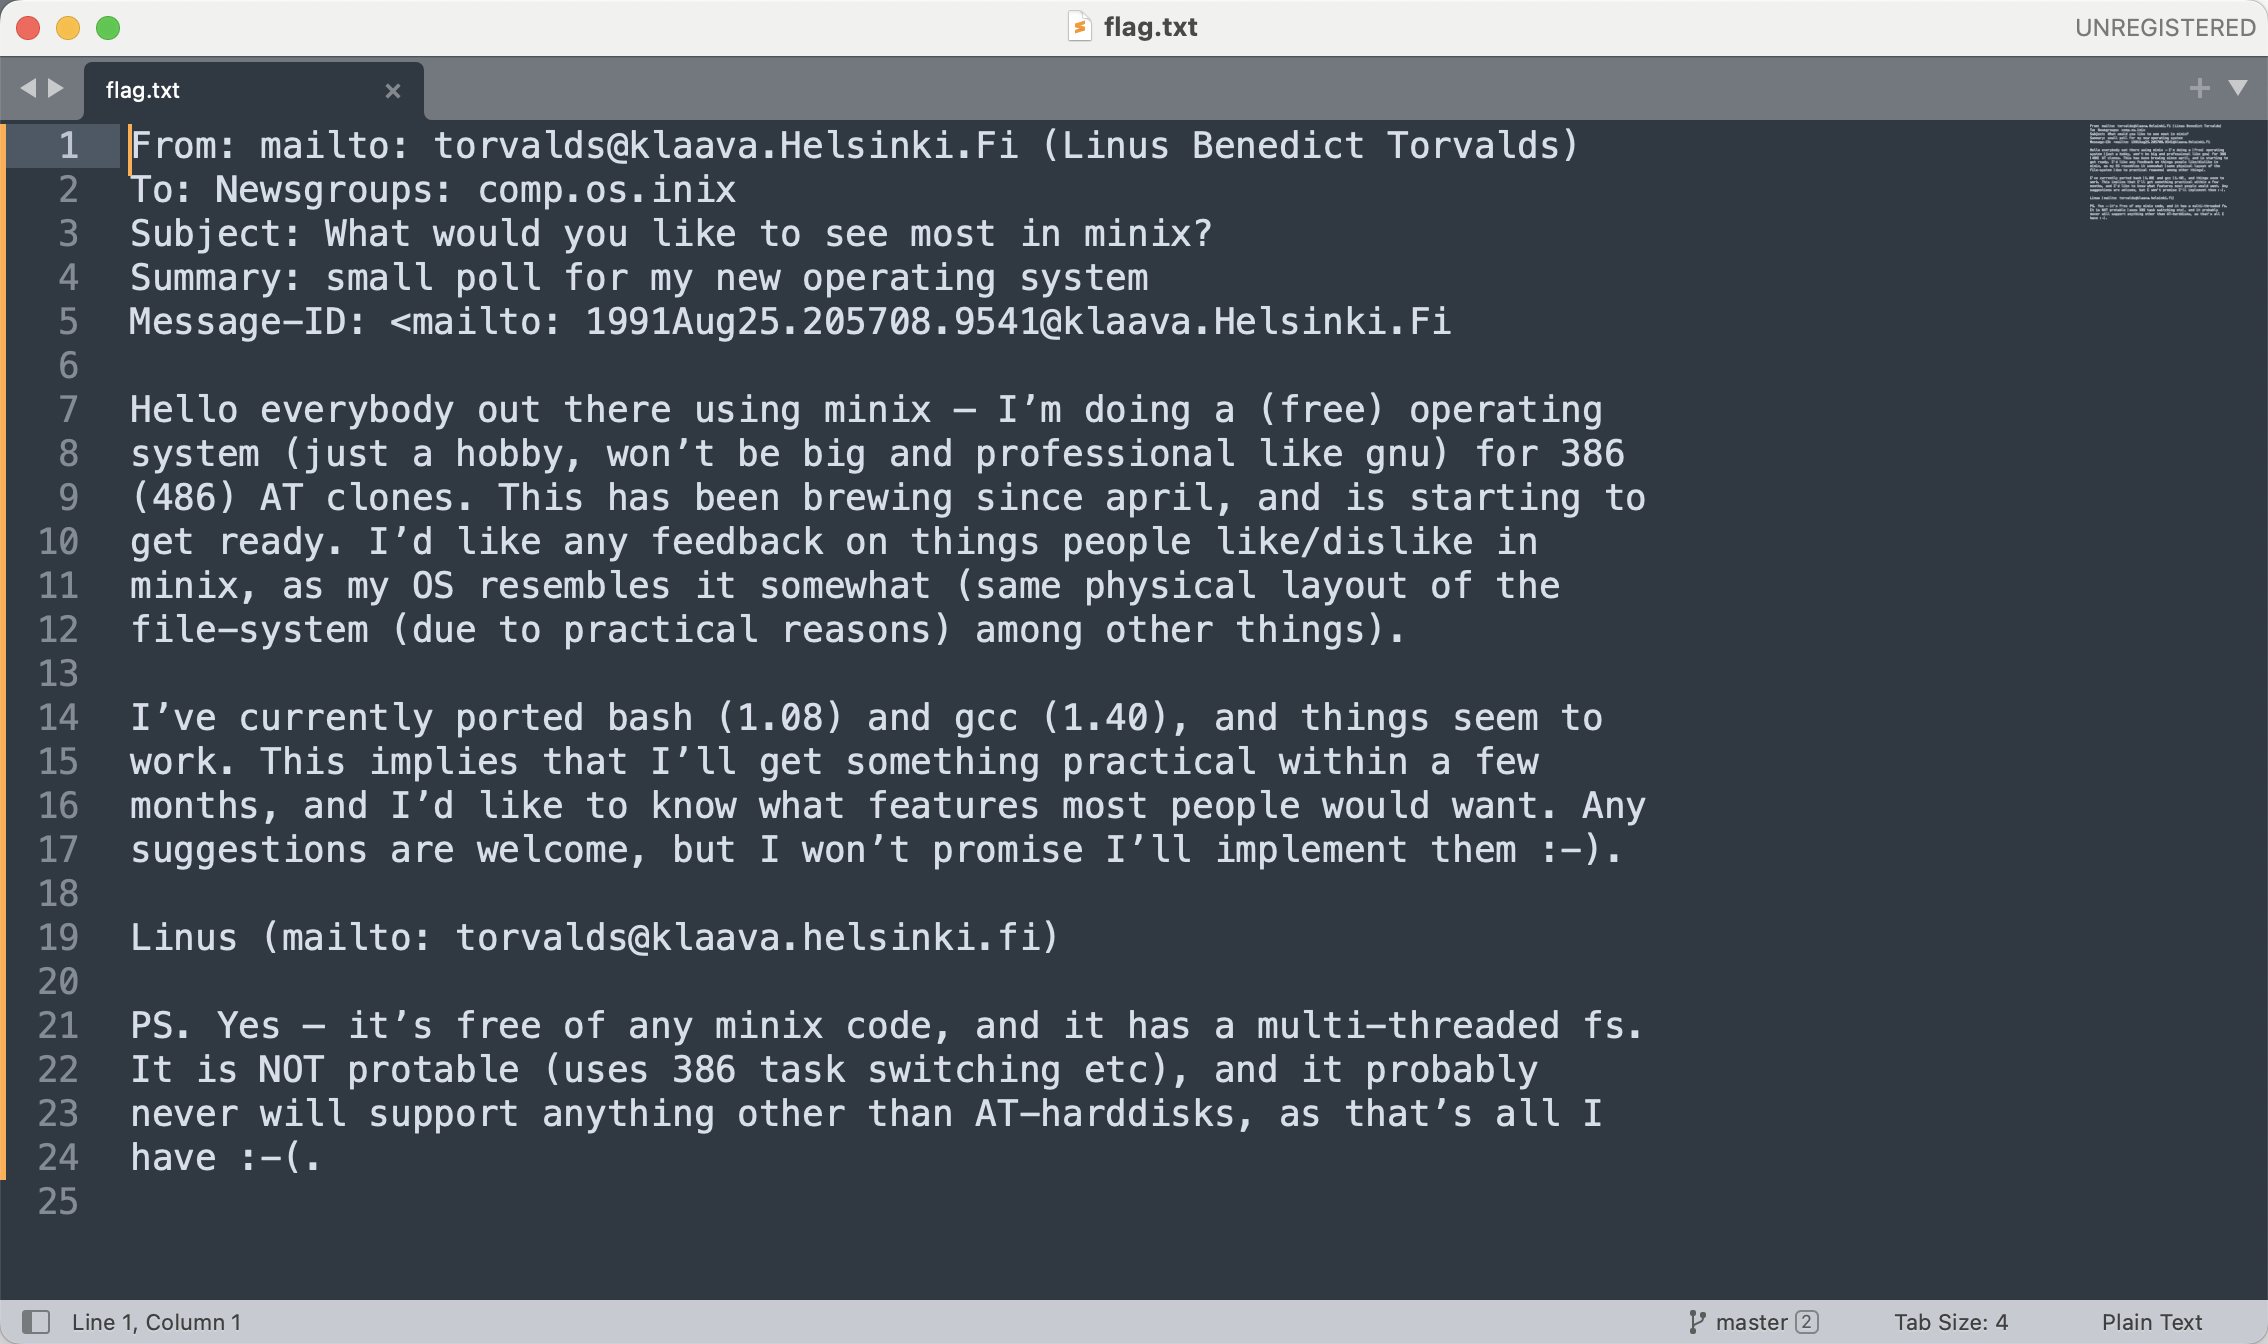 flag.txt
UNREGISTERED
flag.txt
1 From: mailto: torvalds@klaava.Helsinki.Fi (Linus Benedict Torvalds)
2 To: Newsgroups: comp.os.inix
3 Subject: What would you like to see most in minix?
4 Summary: small poll for my new operating system
5 Message-ID: <mailto: 1991Aug25.205708.9541@klaava.Helsinki.Fi
6
7 Hello everybody out there using minix – I’m doing a (free) operating
8 system (just a hobby, won’t be big and professional like gnu) for 386
9 (486) AT clones. This has been brewing since april, and is starting to
10 get ready. I’d like any feedback on things people like/dislike in
11 minix, as my OS resembles it somewhat (same physical layout of the
12 file-system (due to practical reasons) among other things).
13
14 I’ve currently ported bash (1.08) and gcc (1.40), and things seem to
15 work. This implies that I’ll get something practical within a few
16 months, and I’d like to know what features most people would want. Any
17 suggestions are welcome, but I won’t promise I’ll implement them :-).
18
19 Linus (mailto: torvalds@klaava.helsinki.fi)
20
21 PS. Yes – it’s free of any minix code, and it has a multi-threaded fs.
22 It is NOT protable (uses 386 task switching etc), and it probably
23 never will support anything other than AT-harddisks, as that’s all I
24 have :-(.
25
Line 1, Column 1
master 2
Tab Size: 4
Plain Text